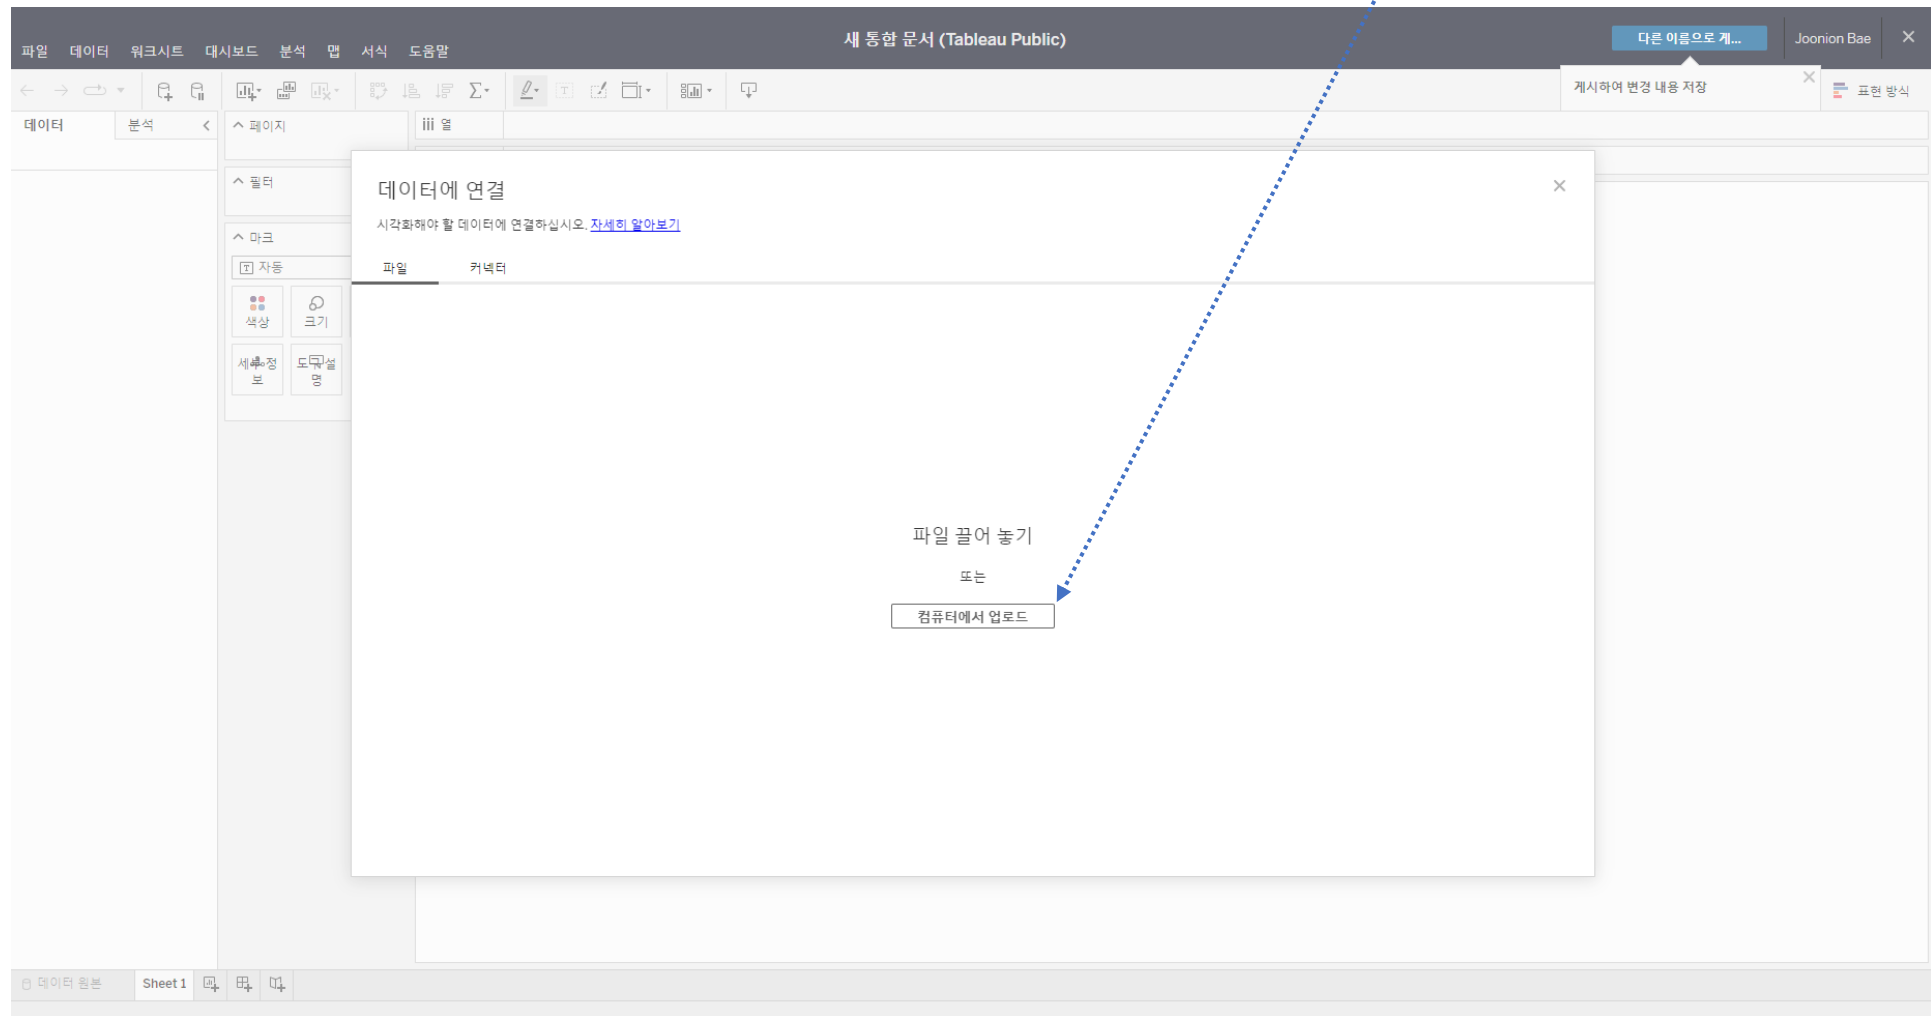 새 통합 문서 (Tableau Public)
다른 이름으로 게...
Joonion Bae
파일 데이터 워크시트 대시보드 분석 맵 서식 도움말
게시하여 변경 내용 저장
표현 방식
데이터 분석
페이지
iii 열
필터
마크
자동
색상 크기
세부 정보
도구 설명
데이터에 연결
시각화해야 할 데이터에 연결하십시오. 자세히 알아보기
파일 커넥터
파일 끌어 놓기
또는
컴퓨터에서 업로드
데이터 원본 Sheet 1